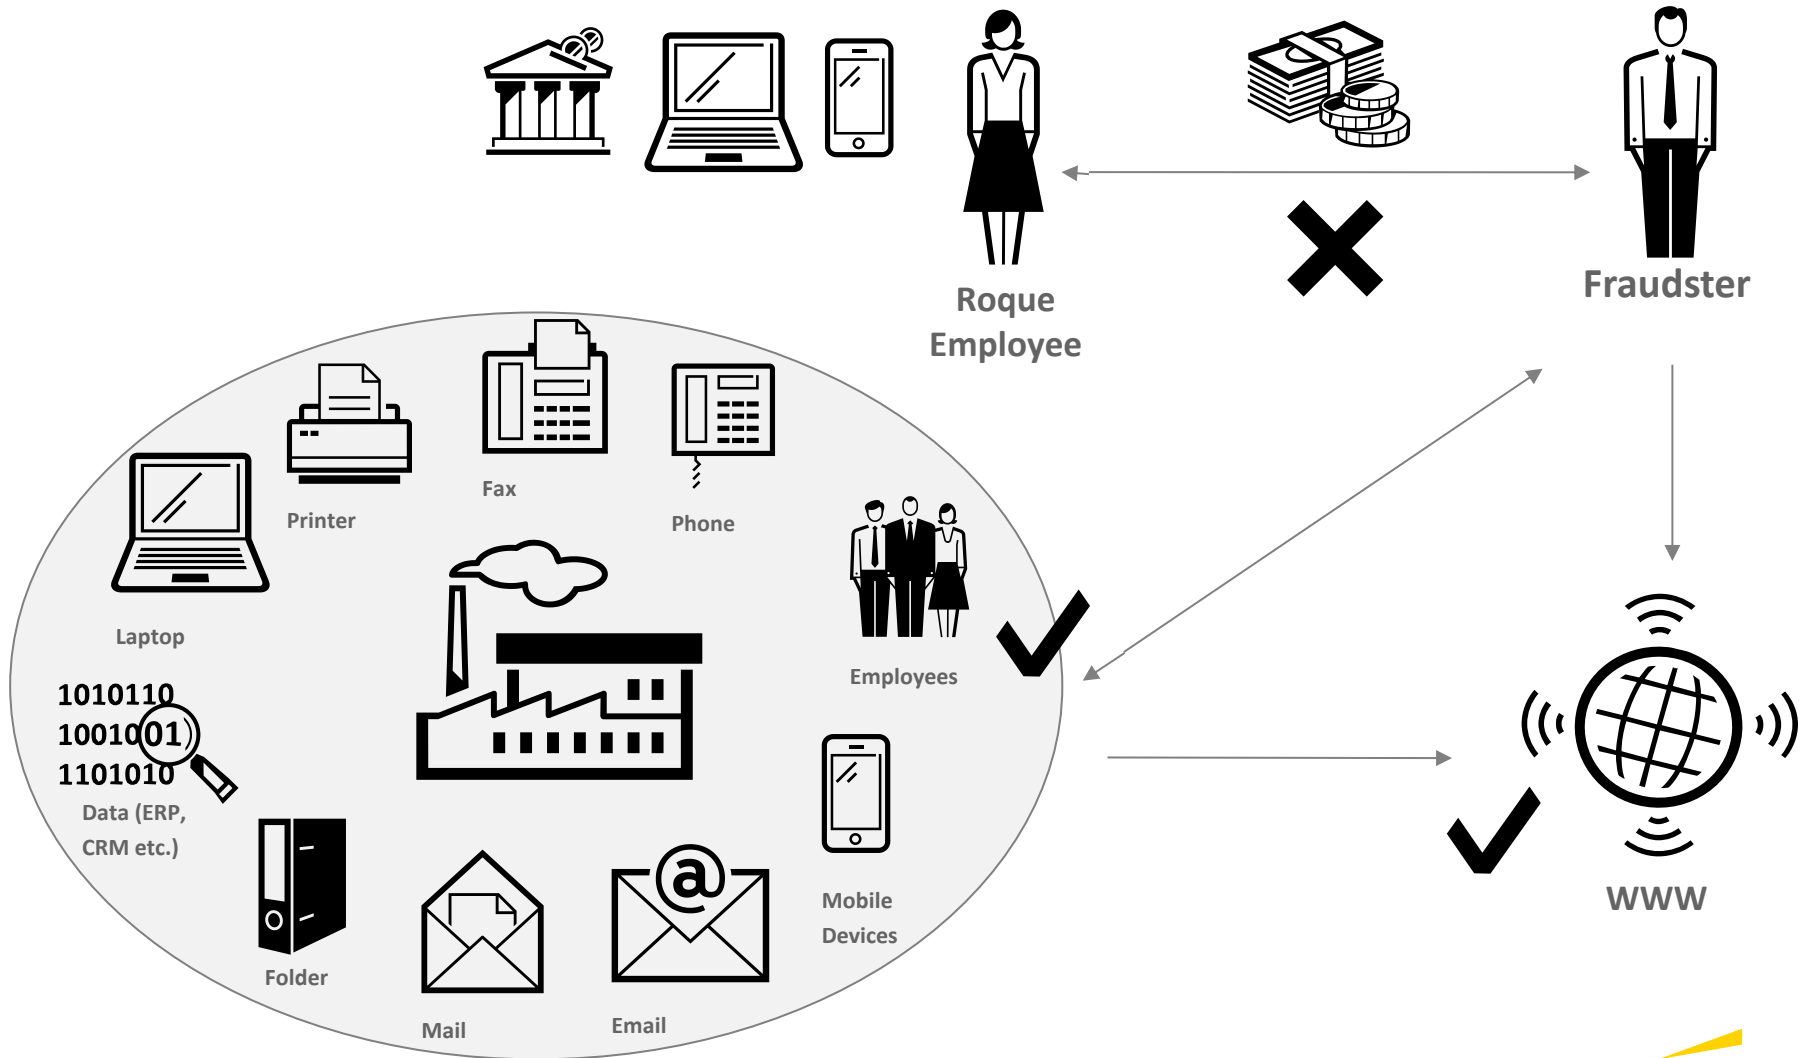 Roque
Employee
Fraudster
Fax
Printer
Phone
Laptop
Employees
1010110
1001001
1101010
Data (ERP,
CRM etc.)
Mobile
Devices
WWW
Folder
Mail
@
Email